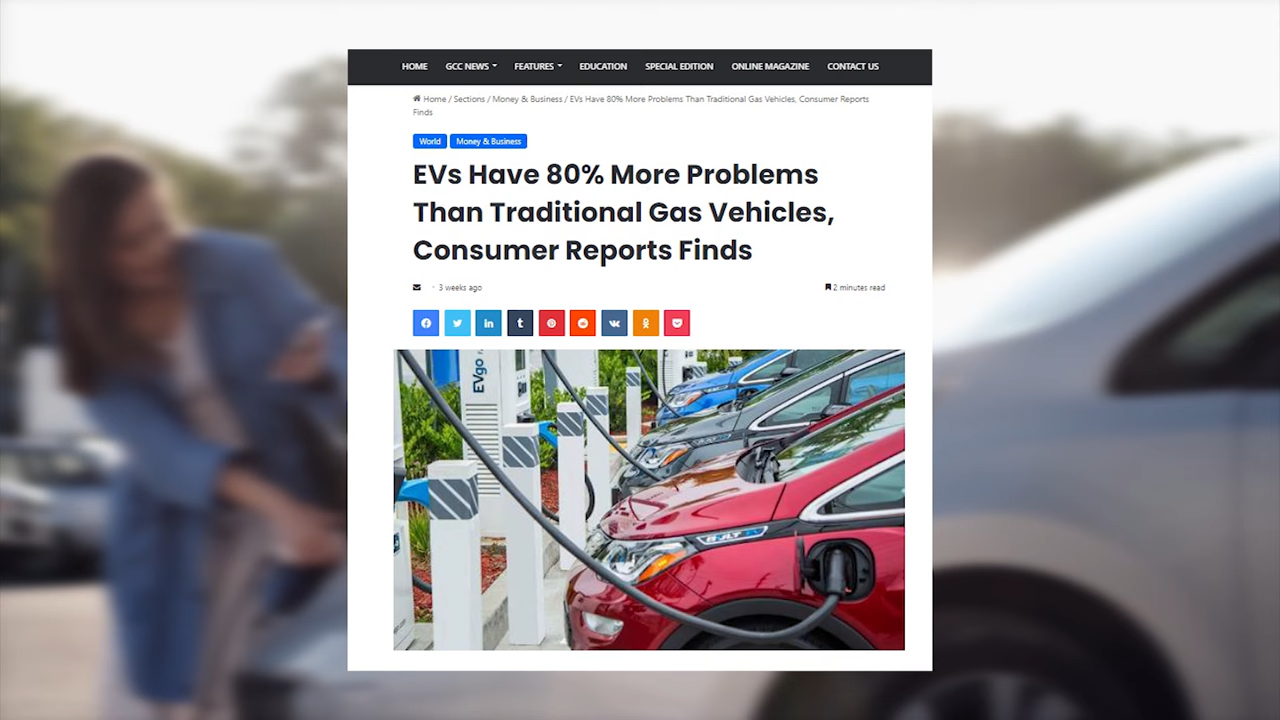 HOME GCC NEWS FEATURES EDUCATION SPECIAL EDITION ONLINE MAGAZINE CONTACT US
Home / Sections / Money & Business / EVs Have 80% More Problems Than Traditional Gas Vehicles, Consumer Reports
Finds
World Money & Business
EVs Have 80% More Problems
Than Traditional Gas Vehicles,
Consumer Reports Finds
3 weeks ago 2 minutes read
EVgo
BOLT EV